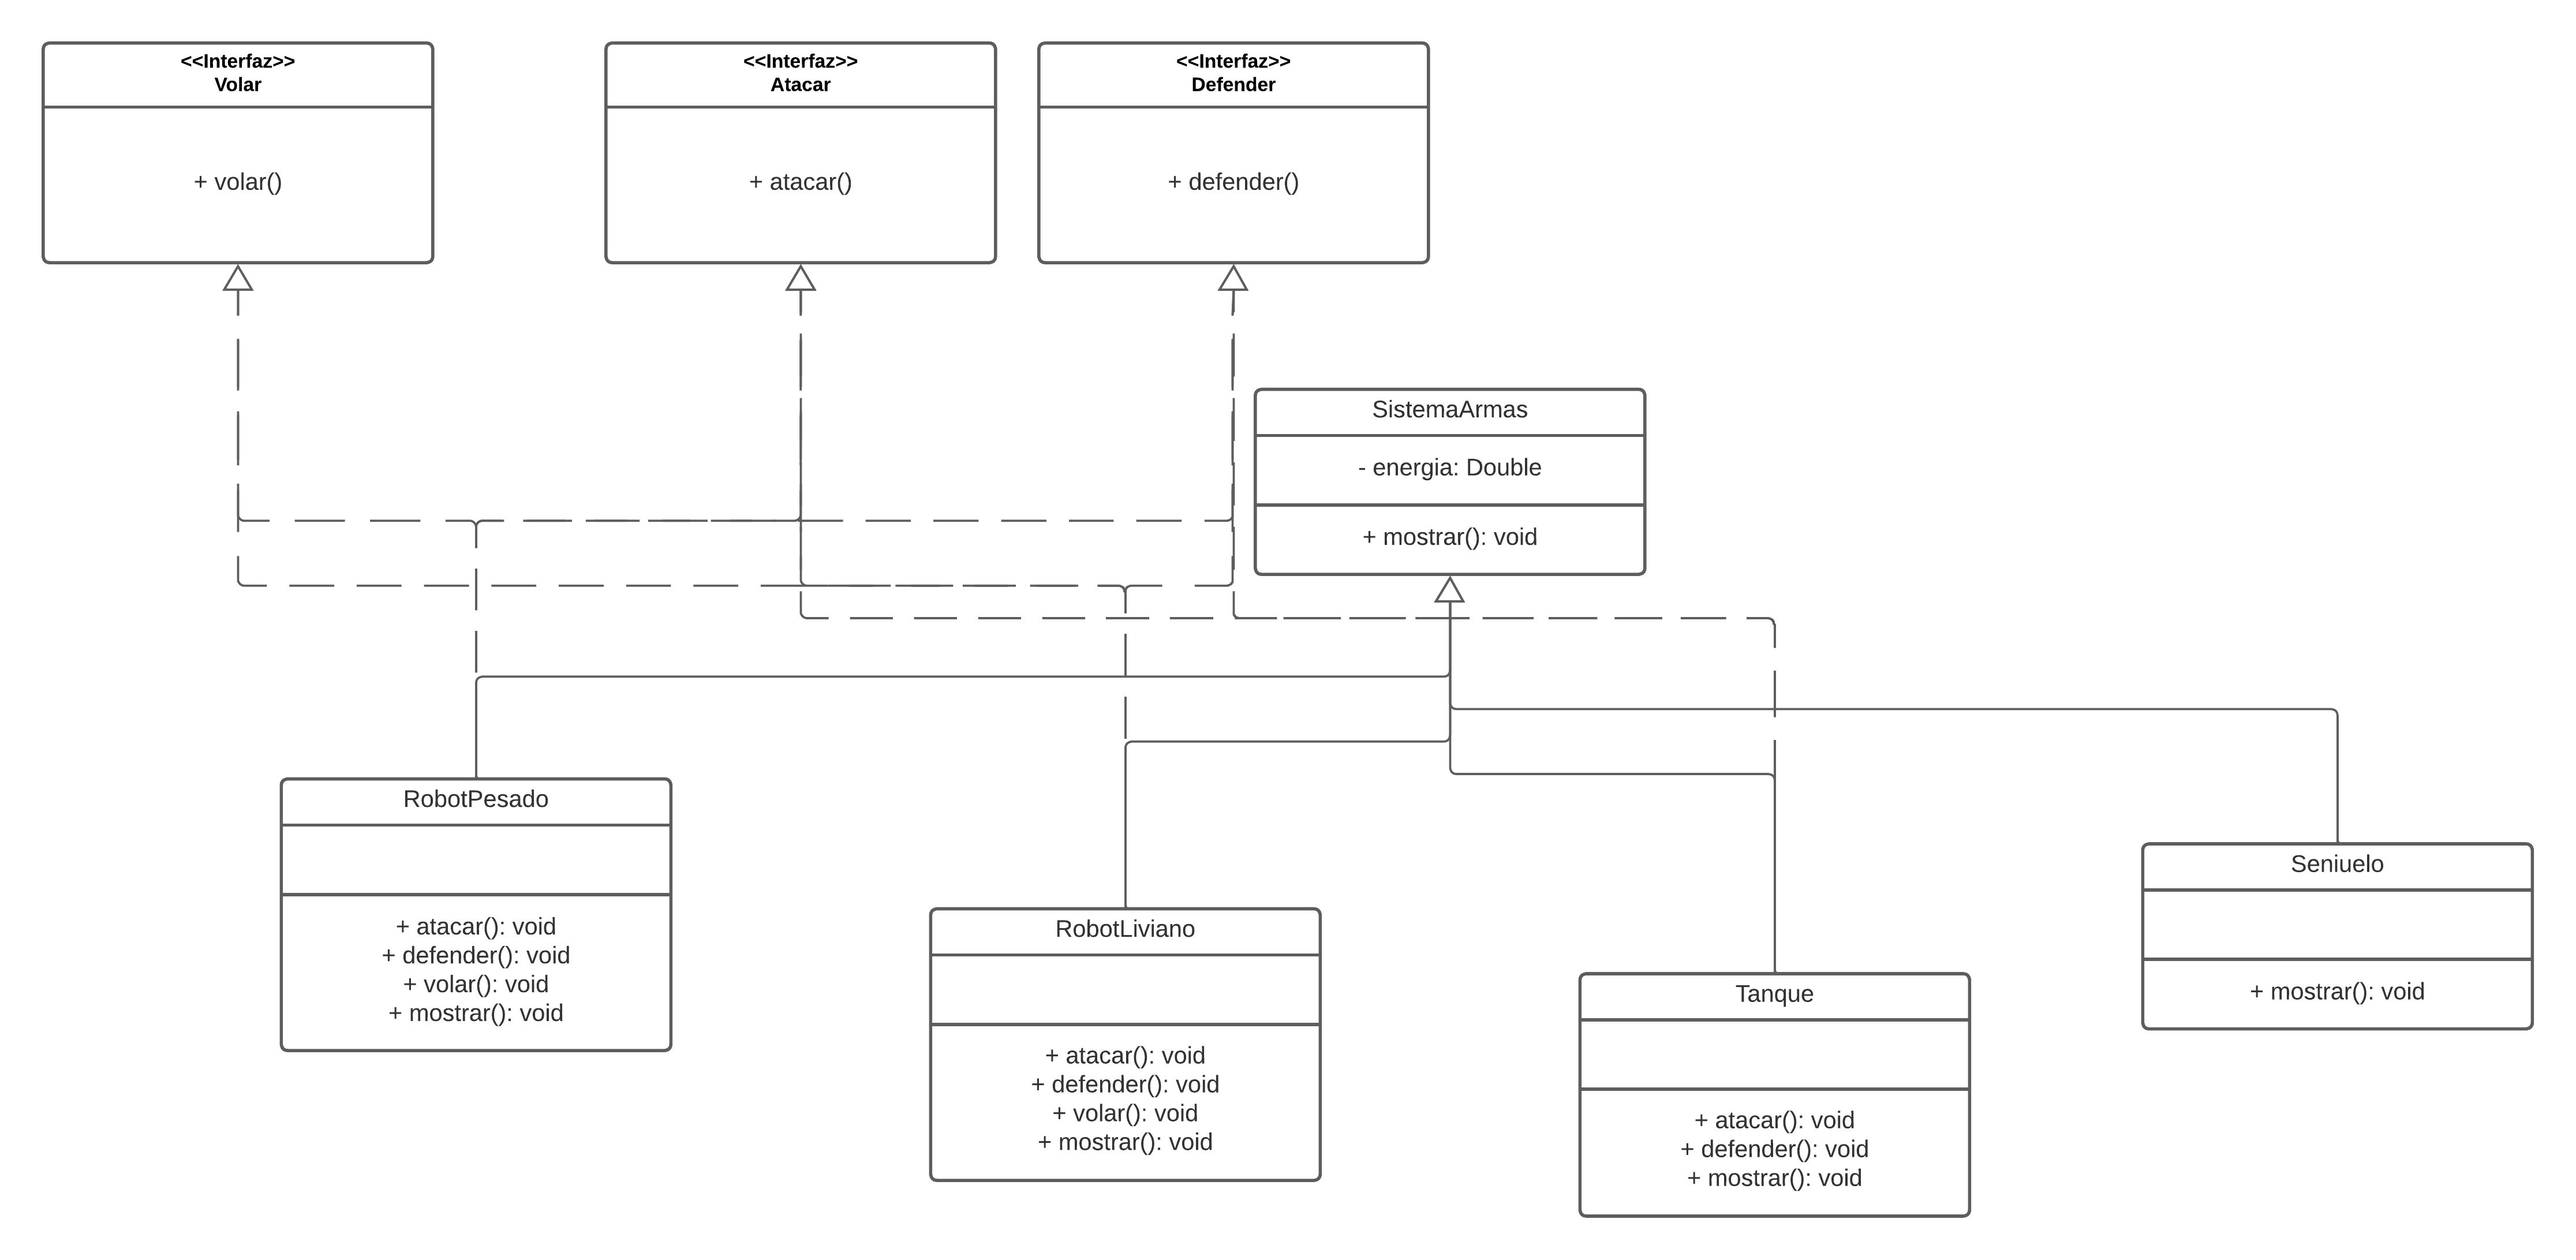 <<Interfaz>>
Volar
+ volar()
<<Interfaz>>
Atacar
+ atacar()
<<Interfaz>>
Defender
+ defender()
SistemaArmas
- energia: Double
+ mostrar(): void
RobotPesado
+ atacar(): void
+ defender(): void
+ volar(): void
+ mostrar(): void
RobotLiviano
+ atacar(): void
+ defender(): void
+ volar(): void
+ mostrar(): void
Tanque
+ atacar(): void
+ defender(): void
+ mostrar(): void
Seniuelo
+ mostrar(): void